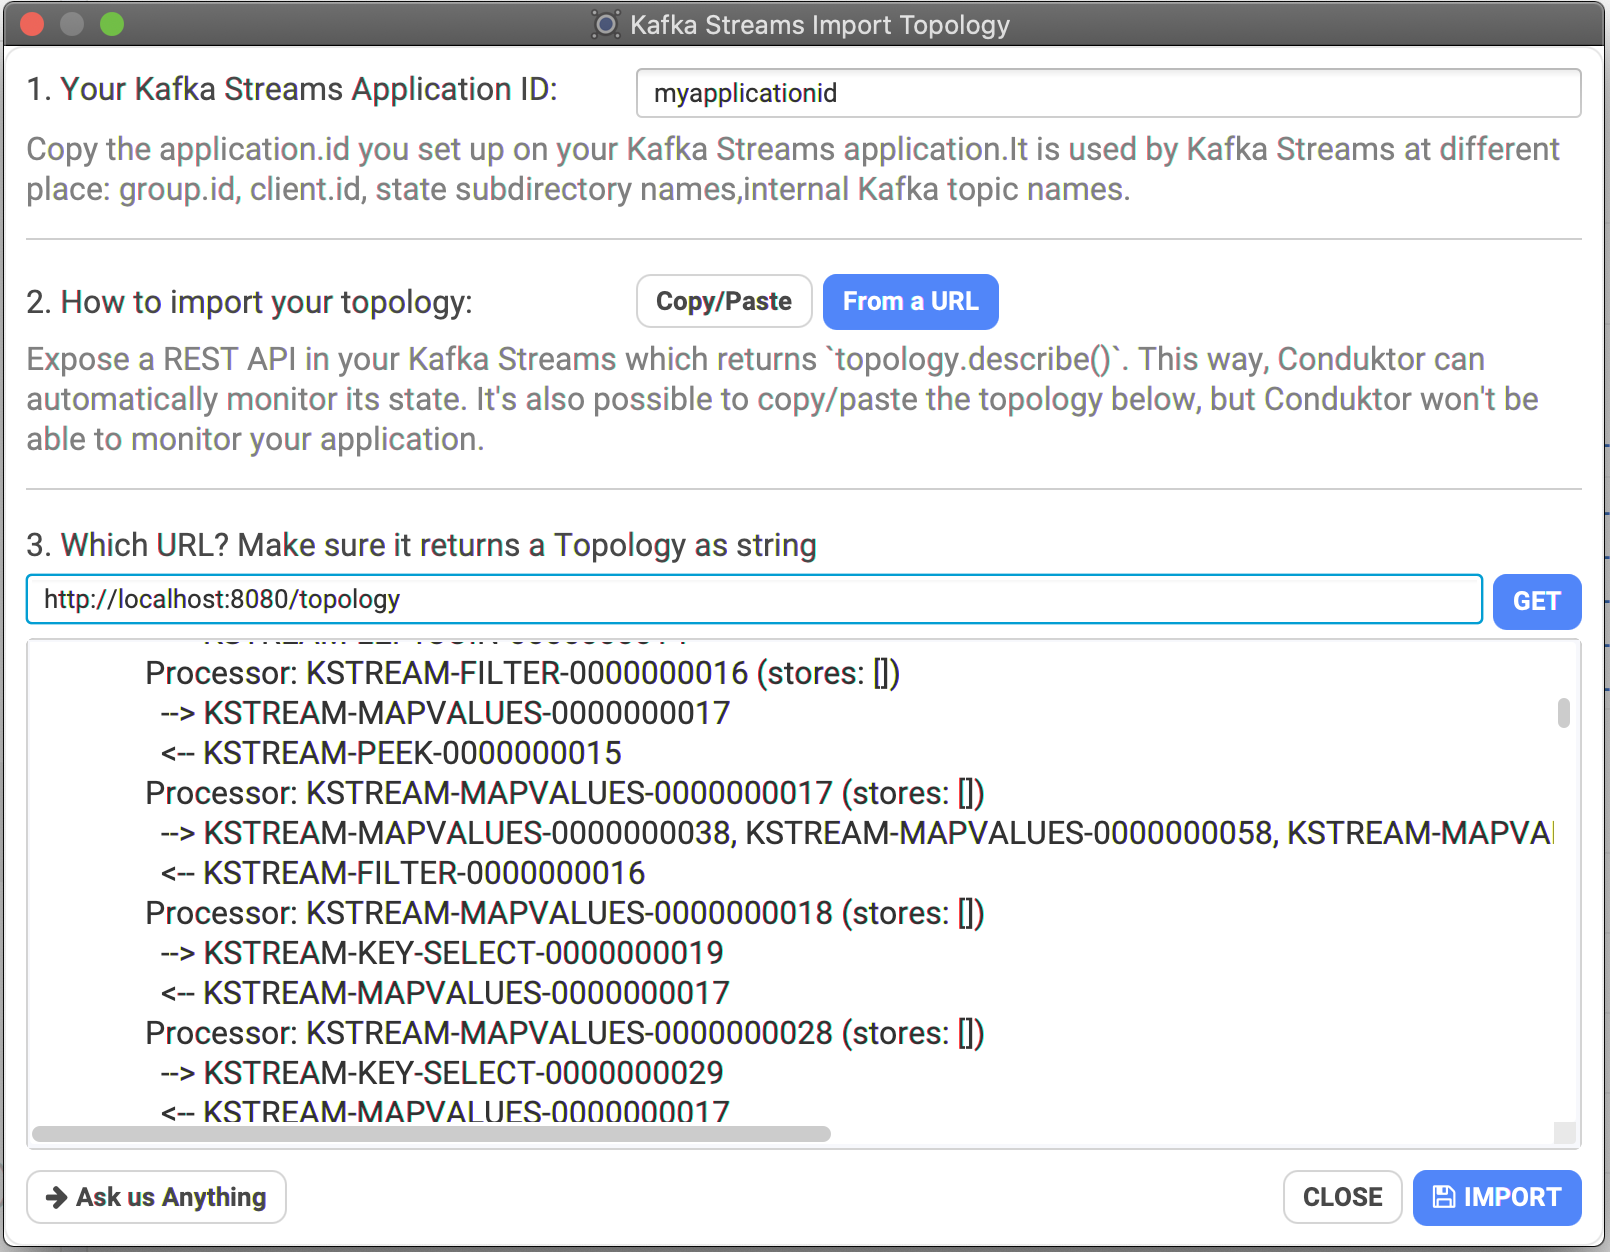 Kafka Streams Import Topology
1. Your Kafka Streams Application ID:
myapplicationid
Copy the application.id you set up on your Kafka Streams application.It is used by Kafka Streams at different
place: group.id, client.id, state subdirectory names,internal Kafka topic names.
2. How to import your topology:
Copy/Paste
From a URL
Expose a REST API in your Kafka Streams which returns `topology.describe()`. This way, Conduktor can
automatically monitor its state. It's also possible to copy/paste the topology below, but Conduktor won't be
able to monitor your application.
3. Which URL? Make sure it returns a Topology as string
http://localhost:8080/topology
GET
Processor: KSTREAM-FILTER-0000000016 (stores: [])
--> KSTREAM-MAPVALUES-0000000017
<-- KSTREAM-PEEK-0000000015
Processor: KSTREAM-MAPVALUES-0000000017 (stores: [])
--> KSTREAM-MAPVALUES-0000000038, KSTREAM-MAPVALUES-0000000058, KSTREAM-MAPVA
<-- KSTREAM-FILTER-0000000016
Processor: KSTREAM-MAPVALUES-0000000018 (stores: [])
--> KSTREAM-KEY-SELECT-0000000019
<-- KSTREAM-MAPVALUES-0000000017
Processor: KSTREAM-MAPVALUES-0000000028 (stores: [])
--> KSTREAM-KEY-SELECT-0000000029
<-- KSTREAM-MAPVALUES-0000000017
→ Ask us Anything
CLOSE
IMPORT